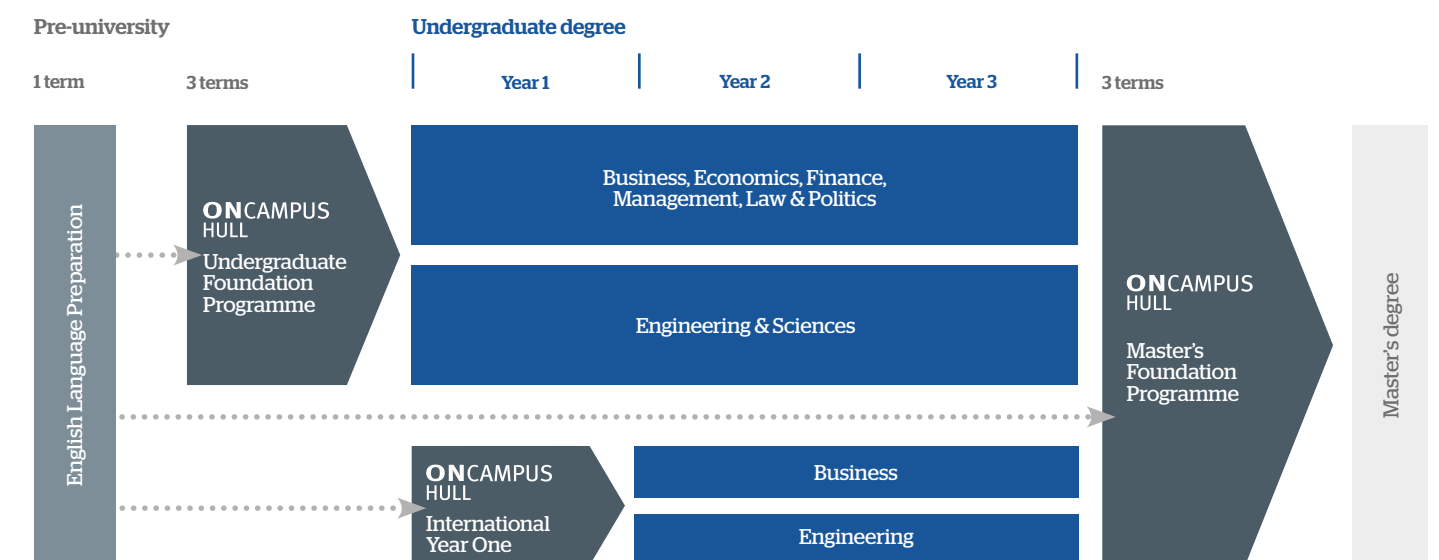 Pre-university
Undergraduate degree
1 term
3 terms
Year 1
Year 2
Year 3
3 terms
English Language Preparation
ONCAMPUS
HULL
Undergraduate
Foundation
Programme
Business, Economics, Finance,
Management, Law & Politics
Engineering & Sciences
ONCAMPUS
HULL
International
Year One
Business
Engineering
ONCAMPUS
HULL
Master's
Foundation
Programme
Master's degree